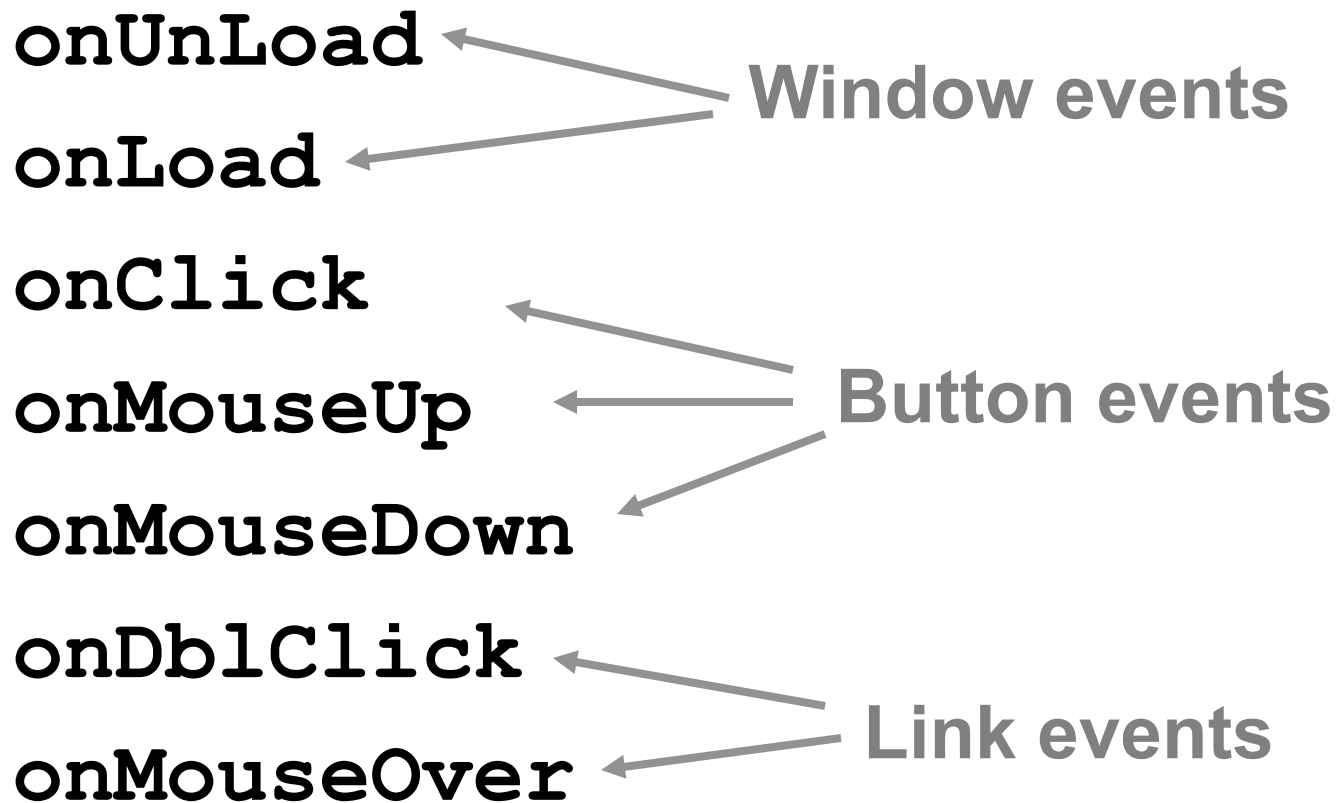 onUnLoad
Window events
onLoad
onClick
onMouseUp
Button events
onMouseDown
onDblClick
Link events
onMouseOver